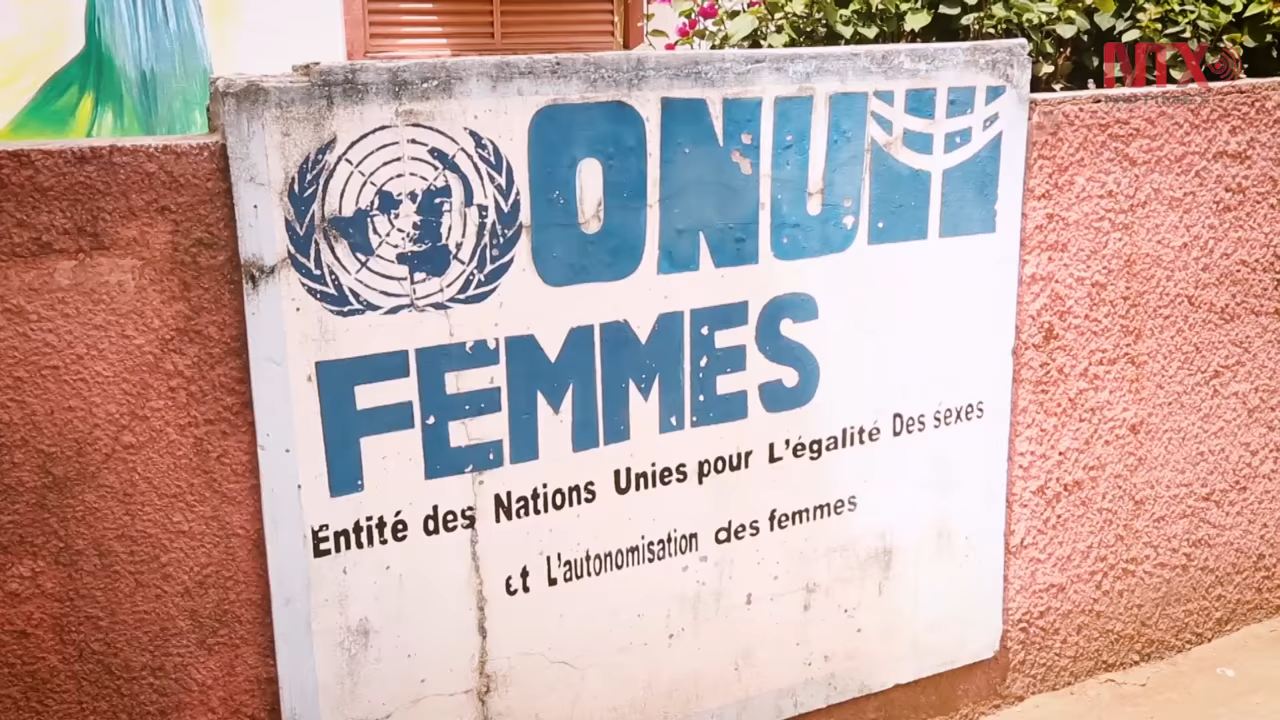 NTX
ONU
FEMMES
Entité des Nations Unies pour L'égalité Des sexes
et L'autonomisation des femmes